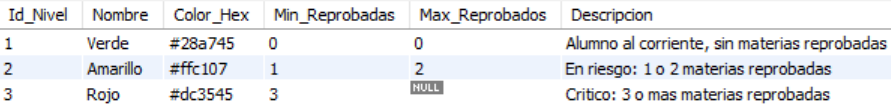 Id_Nivel Nombre Color_Hex Min_Reprobadas Max_Reprobados Descripcion
1 Verde #28a745 0 0 Alumno al corriente, sin materias reprobadas
2 Amarillo #ffc107 1 2 En riesgo: 1 o 2 materias reprobadas
3 Rojo #dc3545 3 NULL Critico: 3 o mas materias reprobadas